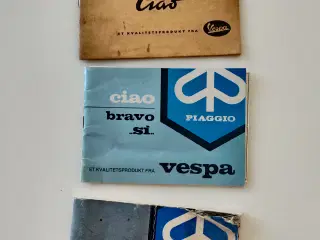 Ciao
ET KVALITETSPRODUKT FRA
Vespa
ciao
bravo
„si„
PIAGGIO
ET KVALITETSPRODUKT FRA
vespa